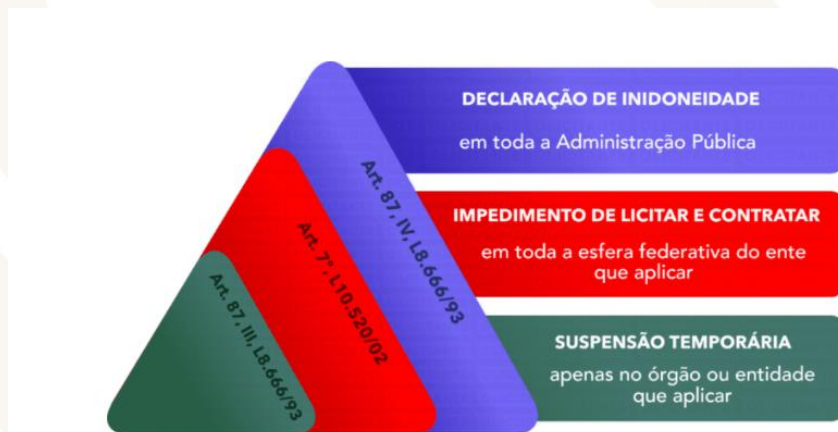 DECLARAÇÃO DE INIDONEIDADE
em toda a Administração Pública
Art. 87, IV, L8.666/93
IMPEDIMENTO DE LICITAR E CONTRATAR
em toda a esfera federativa do ente
que aplicar
Art. 7°, L10.520/02
SUSPENSÃO TEMPORÁRIA
apenas no órgão ou entidade
que aplicar
Art. 87, III, L8.666/93